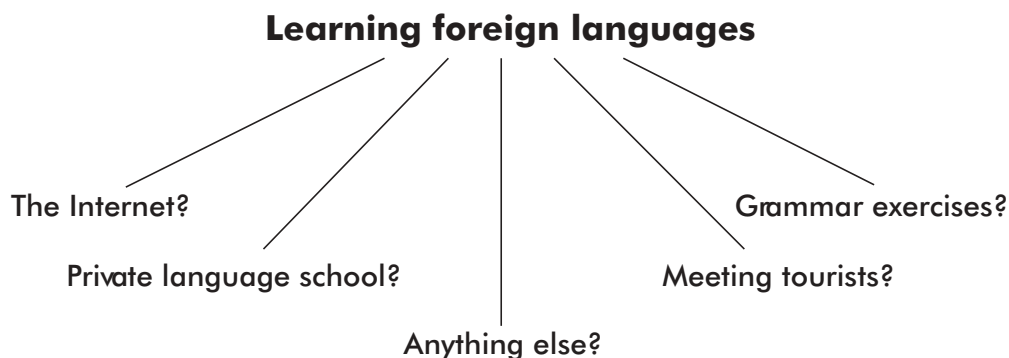 Learning foreign languages
The Internet?
Grammar exercises?
Private language school?
Meeting tourists?
Anything else?